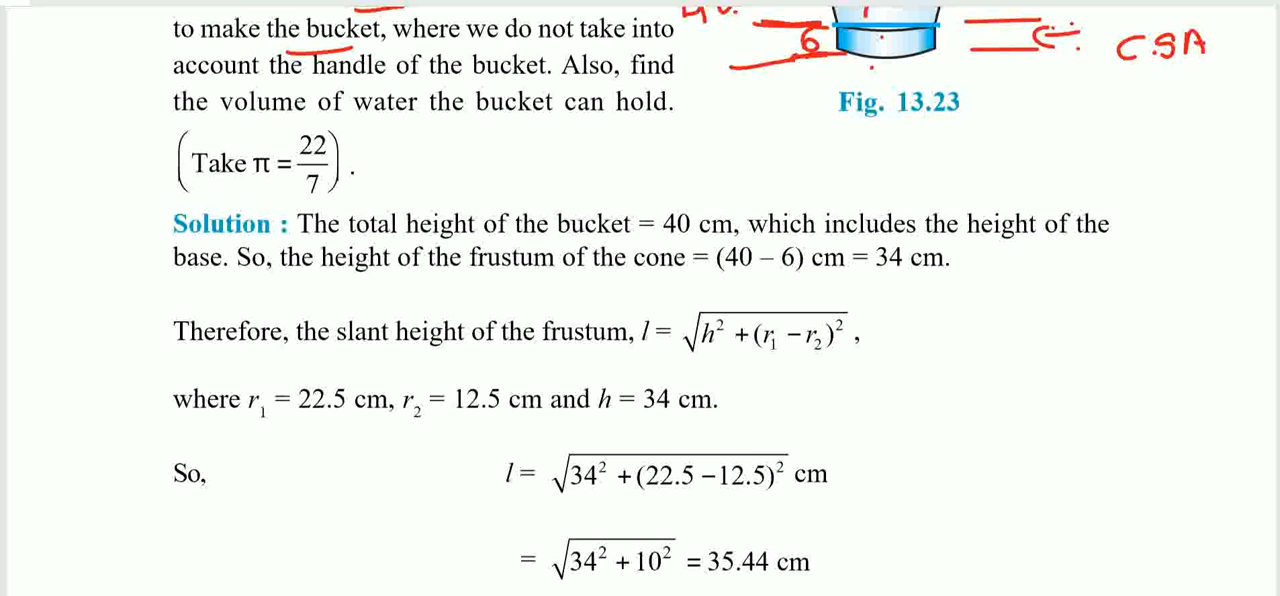 to make the bucket, where we do not take into
account the handle of the bucket. Also, find
the volume of water the bucket can hold.
6
C.SA
Fig. 13.23
(Take π = 22/7).
Solution : The total height of the bucket = 40 cm, which includes the height of the
base. So, the height of the frustum of the cone = (40 – 6) cm = 34 cm.
Therefore, the slant height of the frustum, l = √(h² + (r₁ – r₂)²) ,
where r₁ = 22.5 cm, r₂ = 12.5 cm and h = 34 cm.
So, l = √(34² + (22.5 – 12.5)²) cm
= √(34² + 10²) = 35.44 cm